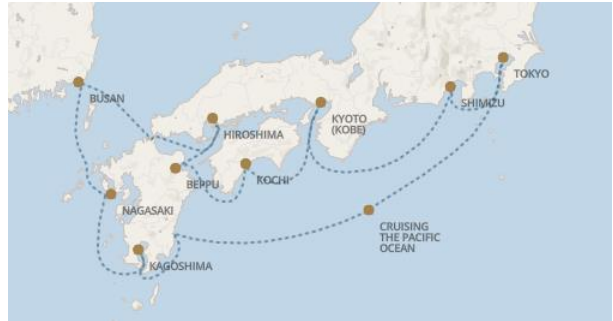 TOKYO
BUSAN
SHIMIZU
KYOTO
(KOBE)
HIROSHIMA
BEPPU
KOCHI
NAGASAKI
CRUISING
THE PACIFIC
OCEAN
KAGOSHIMA